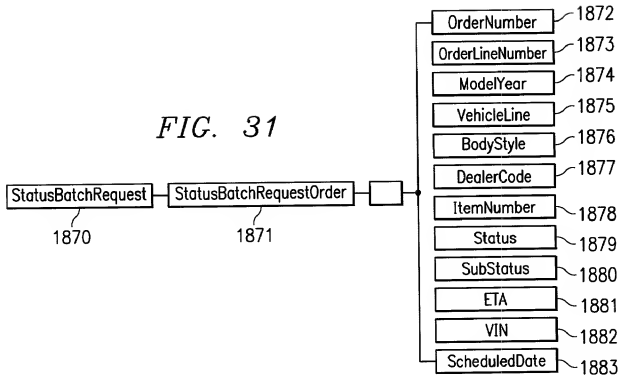 OrderNumber 1872
OrderLineNumber 1873
ModelYear 1874
VehicleLine 1875
FIG. 31
BodyStyle 1876
DealerCode 1877
StatusBatchRequest StatusBatchRequestOrder
1870 1871
ItemNumber 1878
Status 1879
SubStatus 1880
ETA 1881
VIN 1882
ScheduledDate 1883